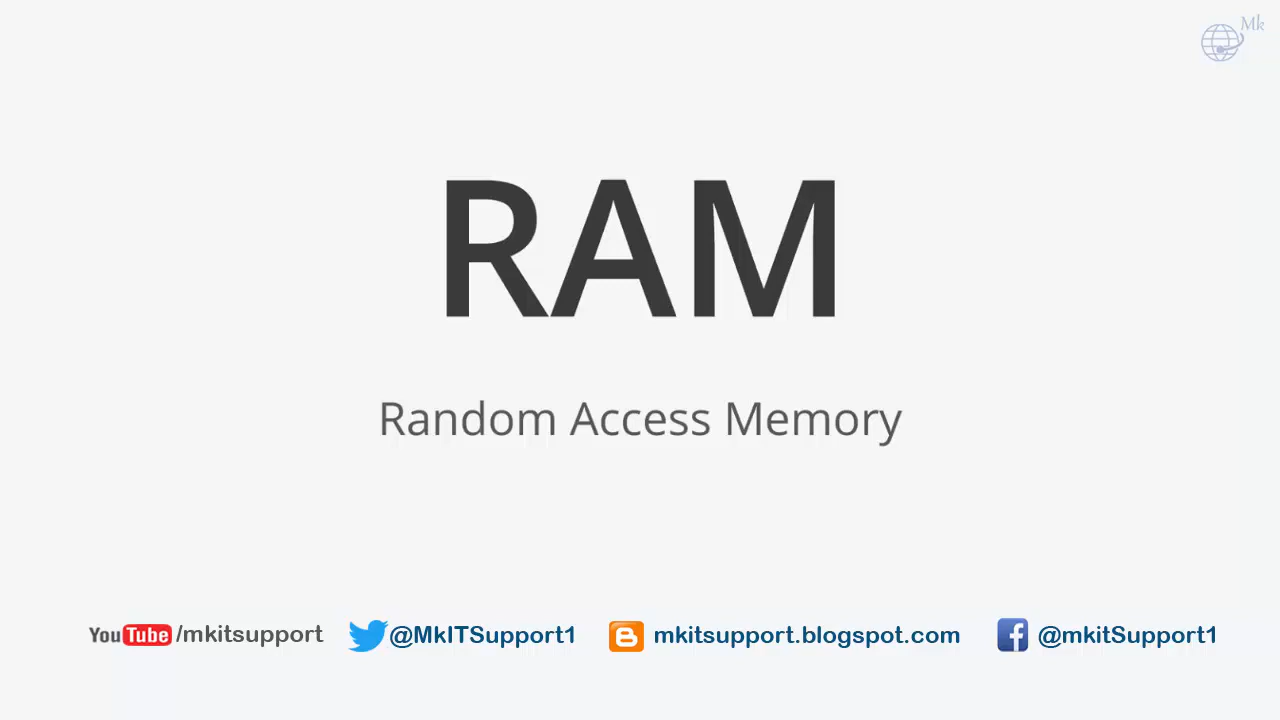 Mk
RAM
Random Access Memory
YouTube/mkitsupport @MkITSupport1 mkitsupport.blogspot.com @mkitSupport1